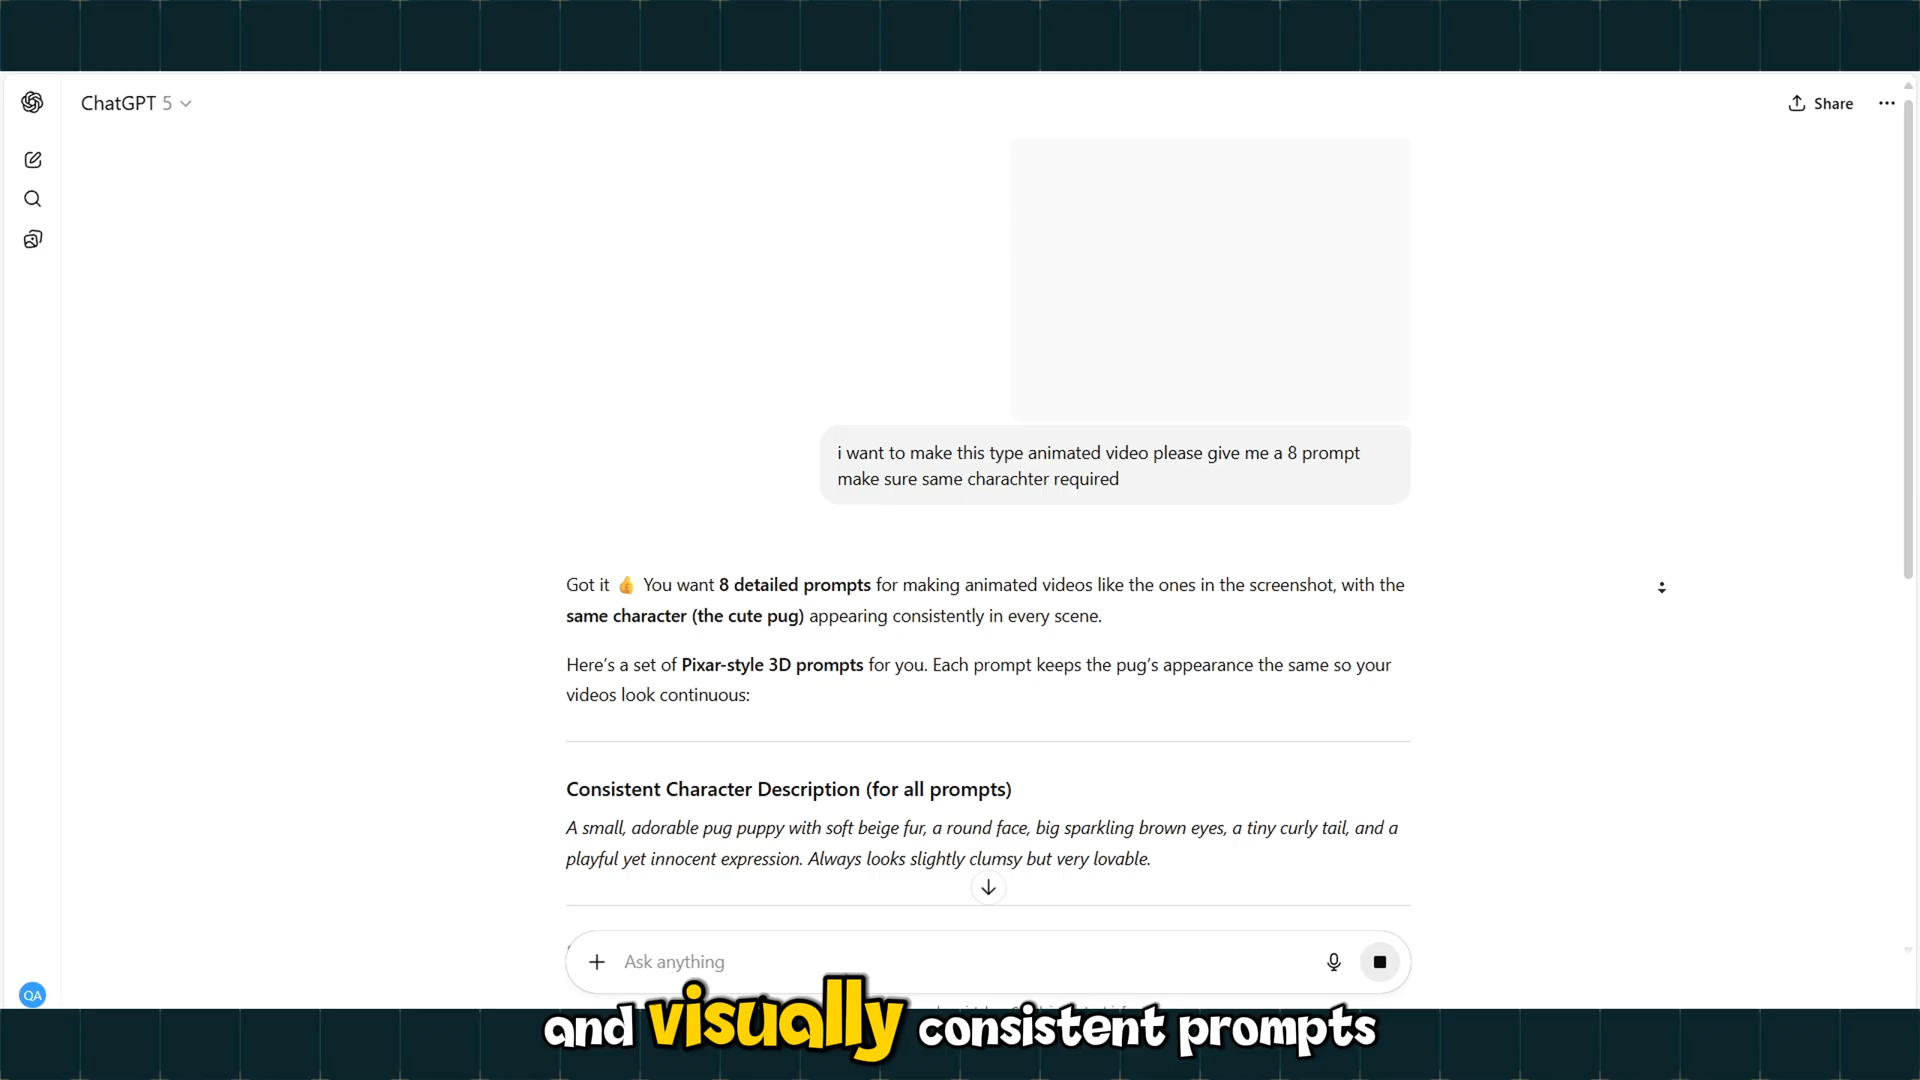 ChatGPT 5
Share
i want to make this type animated video please give me a 8 prompt
make sure same charachter required
Got it 👍 You want 8 detailed prompts for making animated videos like the ones in the screenshot, with the
same character (the cute pug) appearing consistently in every scene.
Here's a set of Pixar-style 3D prompts for you. Each prompt keeps the pug's appearance the same so your
videos look continuous:
Consistent Character Description (for all prompts)
A small, adorable pug puppy with soft beige fur, a round face, big sparkling brown eyes, a tiny curly tail, and a
playful yet innocent expression. Always looks slightly clumsy but very lovable.
Ask anything
QA
and visually consistent prompts